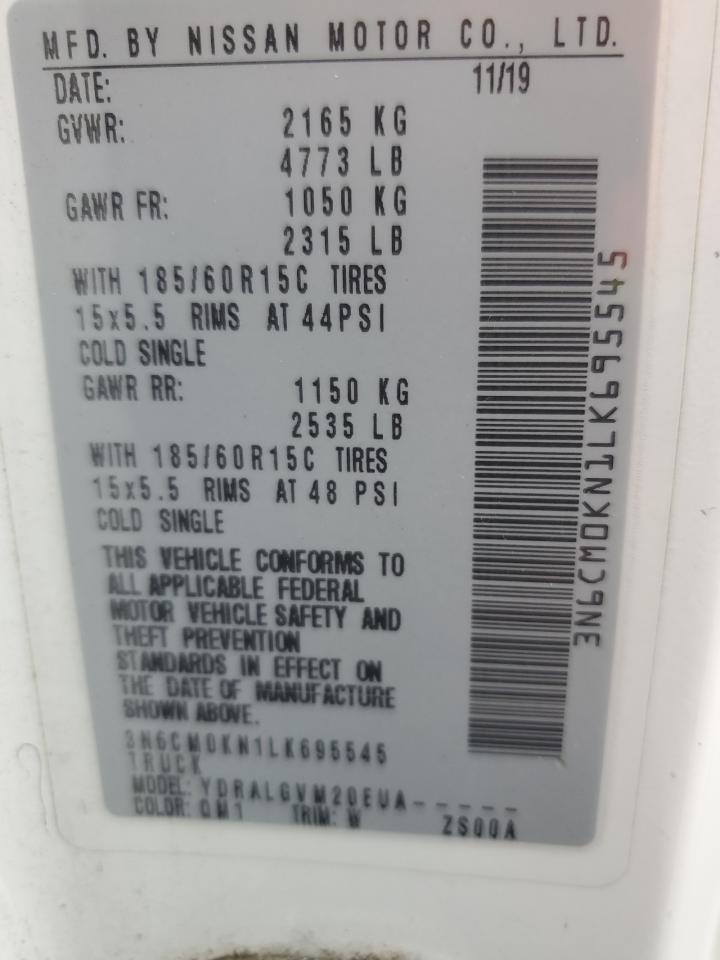 MFD. BY NISSAN MOTOR CO., LTD.
DATE: 11/19
GVWR: 2165 KG
4773 LB
GAWR FR: 1050 KG
2315 LB
WITH 185/60R15C TIRES
15x5.5 RIMS AT 44PSI
COLD SINGLE
GAWR RR: 1150 KG
2535 LB
WITH 185/60R15C TIRES
15x5.5 RIMS AT 48 PSI
COLD SINGLE
THIS VEHICLE CONFORMS TO
ALL APPLICABLE FEDERAL
MOTOR VEHICLE SAFETY AND
THEFT PREVENTION
STANDARDS IN EFFECT ON
THE DATE OF MANUFACTURE
SHOWN ABOVE.
3N6CM0KN1LK695545
TRUCK
MODEL: YDRALGVM20EUA-----
COLOR: QM1 TRIM: W ZS00A
3N6CM0KN1LK695545